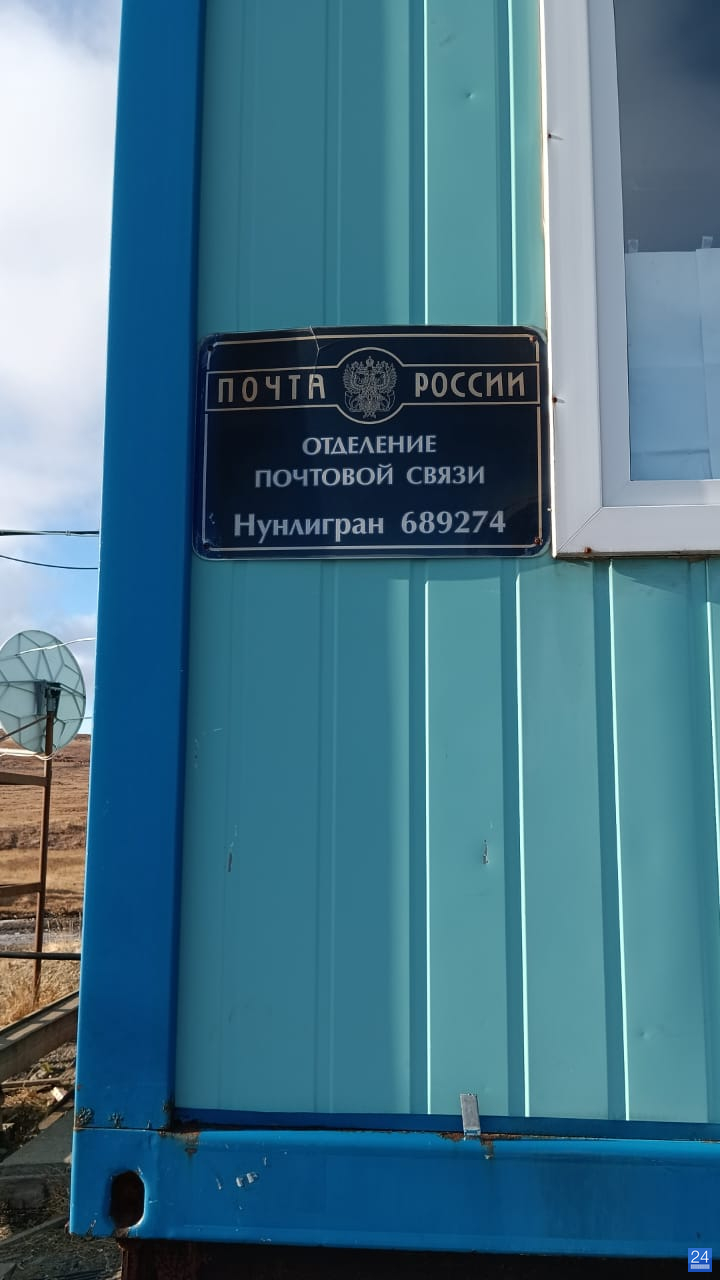 ПОЧТА РОССИИ
ОТДЕЛЕНИЕ
ПОЧТОВОЙ СВЯЗИ
Нунлигран 689274
24